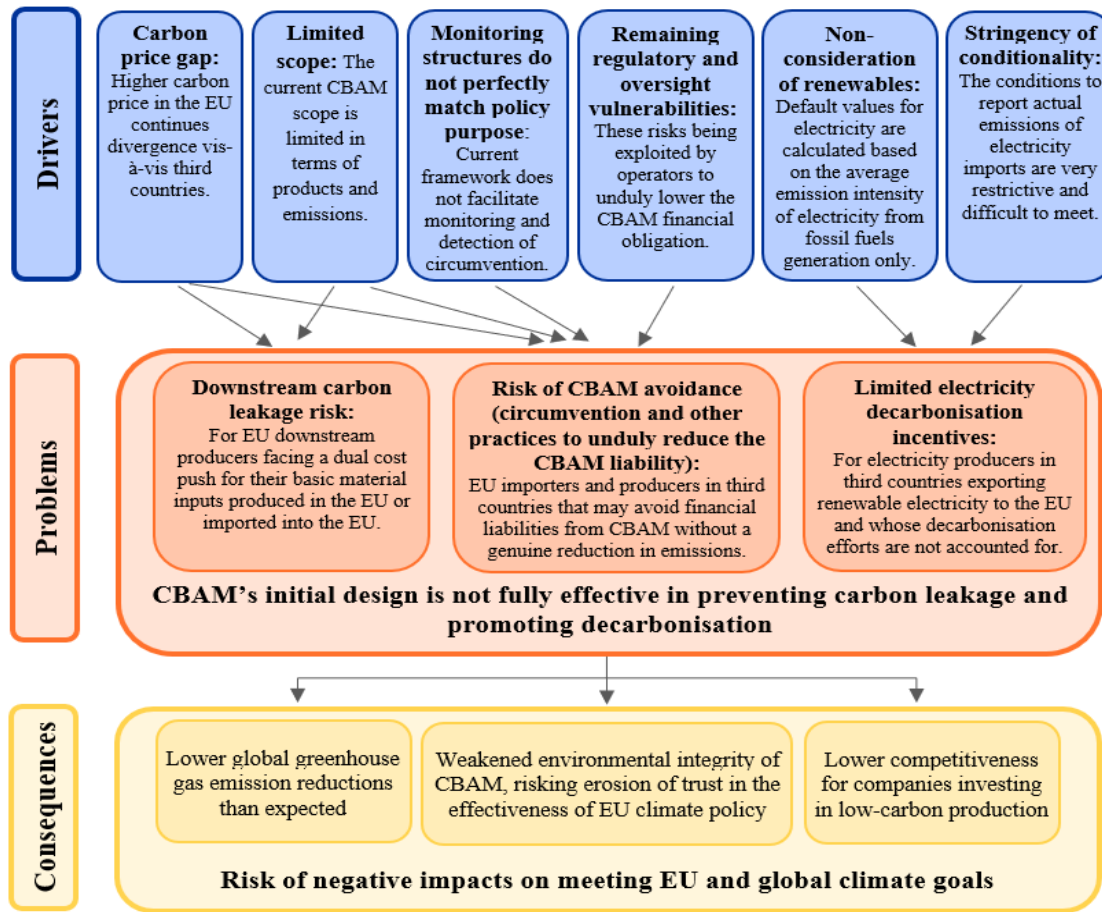 Drivers
Carbon
price gap:
Higher carbon
price in the EU
continues
divergence vis-
à-vis third
countries.
Limited
scope: The
current CBAM
scope is
limited in
terms of
products and
emissions.
Monitoring
structures do
not perfectly
match policy
purpose:
Current
framework does
not facilitate
monitoring and
detection of
circumvention.
Remaining
regulatory and
oversight
vulnerabilities:
These risks being
exploited by
operators to
unduly lower the
CBAM financial
obligation.
Non-
consideration
of renewables:
Default values for
electricity are
calculated based
on the average
emission intensity
of electricity from
fossil fuels
generation only.
Stringency of
conditionality:
The conditions to
report actual
emissions of
electricity
imports are very
restrictive and
difficult to meet.
Problems
Downstream carbon
leakage risk:
For EU downstream
producers facing a dual cost
push for their basic material
inputs produced in the EU or
imported into the EU.
Risk of CBAM avoidance
(circumvention and other
practices to unduly reduce the
CBAM liability):
EU importers and producers in third
countries that may avoid financial
liabilities from CBAM without a
genuine reduction in emissions.
Limited electricity
decarbonisation
incentives:
For electricity producers in
third countries exporting
renewable electricity to the EU
and whose decarbonisation
efforts are not accounted for.
CBAM's initial design is not fully effective in preventing carbon leakage and
promoting decarbonisation
Consequences
Lower global greenhouse
gas emission reductions
than expected
Weakened environmental integrity of
CBAM, risking erosion of trust in the
effectiveness of EU climate policy
Lower competitiveness
for companies investing
in low-carbon production
Risk of negative impacts on meeting EU and global climate goals